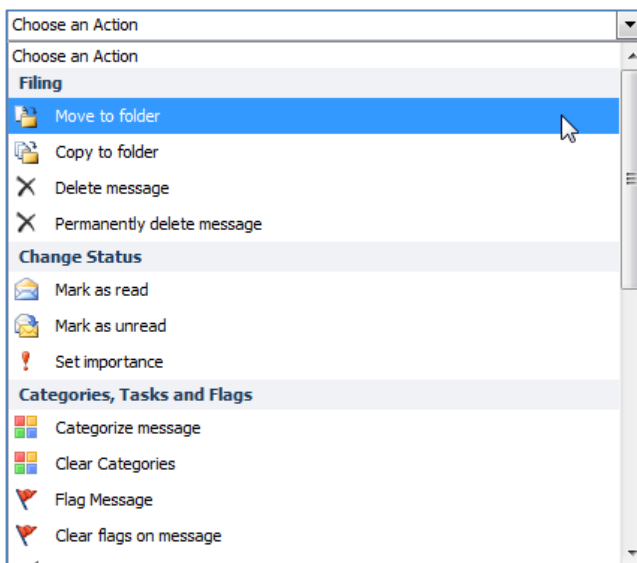 Choose an Action
Choose an Action
Filing
Move to folder
Copy to folder
Delete message
Permanently delete message
Change Status
Mark as read
Mark as unread
Set importance
Categories, Tasks and Flags
Categorize message
Clear Categories
Flag Message
Clear flags on message